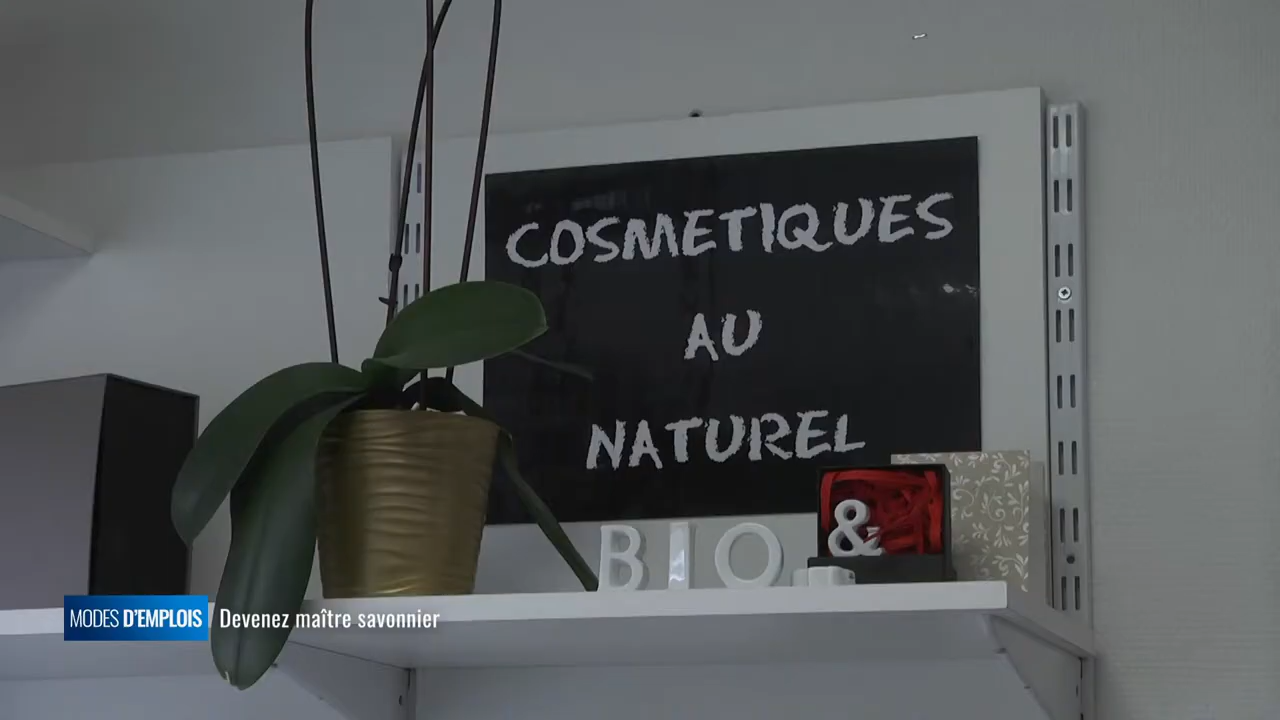 COSMETIQUES
AU
NATUREL
BIO &
MODES D'EMPLOIS Devenez maître savonnier